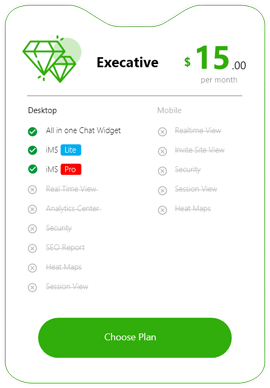 Executive
$ 15.00
per month
Desktop
All in one Chat Widget
iMS Lite
iMS Pro
Real Time View
Analytics Center
Security
SEO Report
Heat Maps
Session View
Mobile
Realtime View
Invite Site View
Security
Session View
Heat Maps
Choose Plan